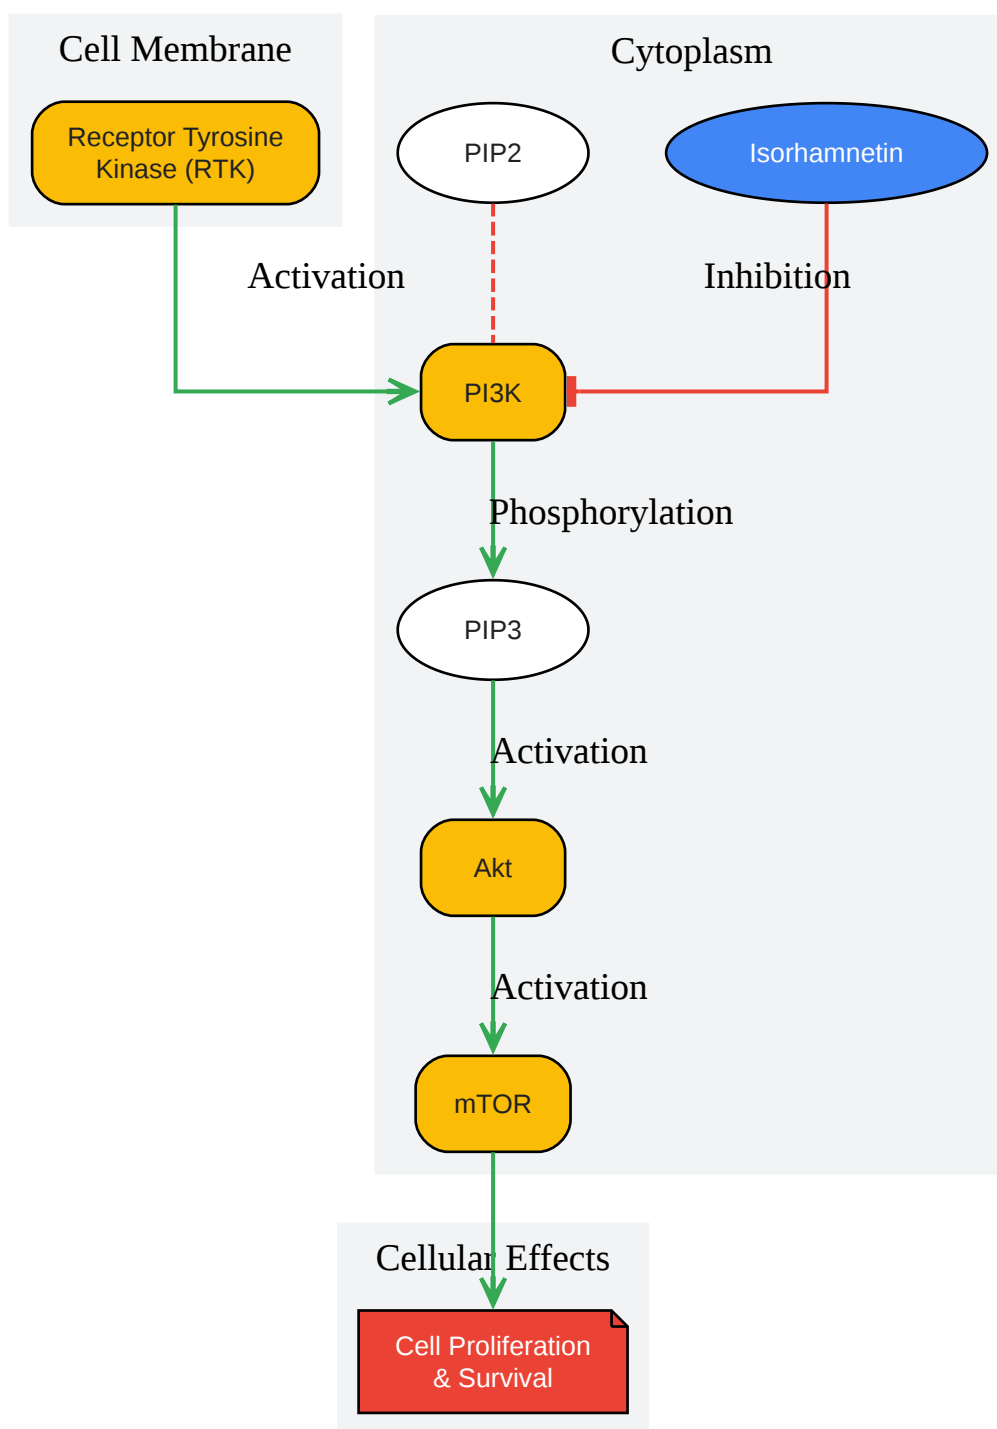 Cell Membrane
Receptor Tyrosine
Kinase (RTK)
Cytoplasm
PIP2
Isorhamnetin
Activation
Inhibition
PI3K
Phosphorylation
PIP3
Activation
Akt
Activation
mTOR
Cellular Effects
Cell Proliferation
& Survival